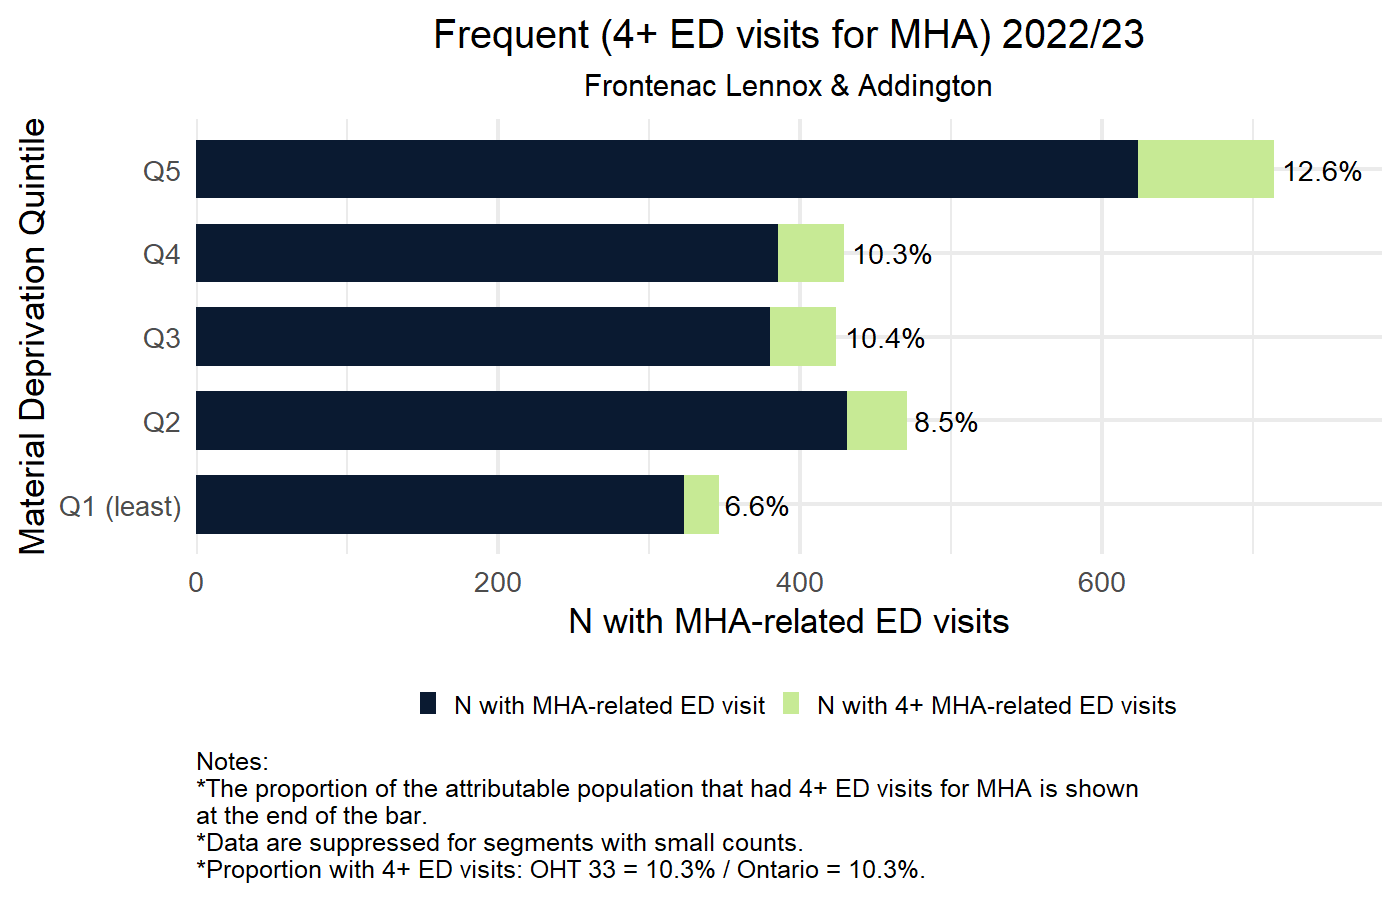 Frequent (4+ ED visits for MHA) 2022/23
Frontenac Lennox & Addington
Material Deprivation Quintile
Q5
12.6%
Q4
10.3%
Q3
10.4%
Q2
8.5%
Q1 (least)
6.6%
0
200
400
600
N with MHA-related ED visits
N with MHA-related ED visit
N with 4+ MHA-related ED visits
Notes:
*The proportion of the attributable population that had 4+ ED visits for MHA is shown
at the end of the bar.
*Data are suppressed for segments with small counts.
*Proportion with 4+ ED visits: OHT 33 = 10.3% / Ontario = 10.3%.